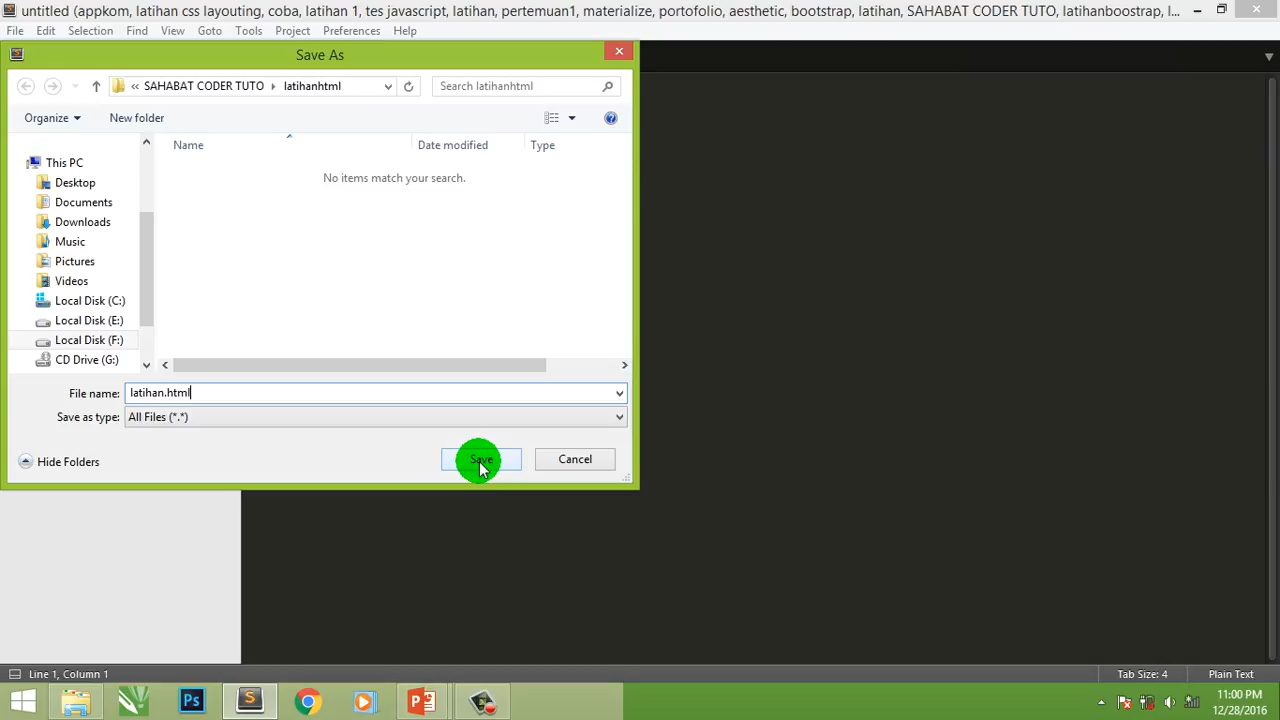 untitled (appkom, latihan css layouting, coba, latihan 1, tes javascript, latihan, pertemuan1, materialize, portofolio, aesthetic, bootstrap, latihan, SAHABAT CODER TUTO, latihanboostrap, l...
File Edit Selection Find View Goto Tools Project Preferences Help
Save As
SAHABAT CODER TUTO latihanhtml Search latihanhtml
Organize New folder
Name Date modified Type
This PC
No items match your search.
Desktop
Documents
Downloads
Music
Pictures
Videos
Local Disk (C:)
Local Disk (E:)
Local Disk (F:)
CD Drive (G:)
File name: latihan.html
Save as type: All Files (*.*)
Hide Folders Save Cancel
Line 1, Column 1 Tab Size: 4 Plain Text
11:00 PM
12/28/2016